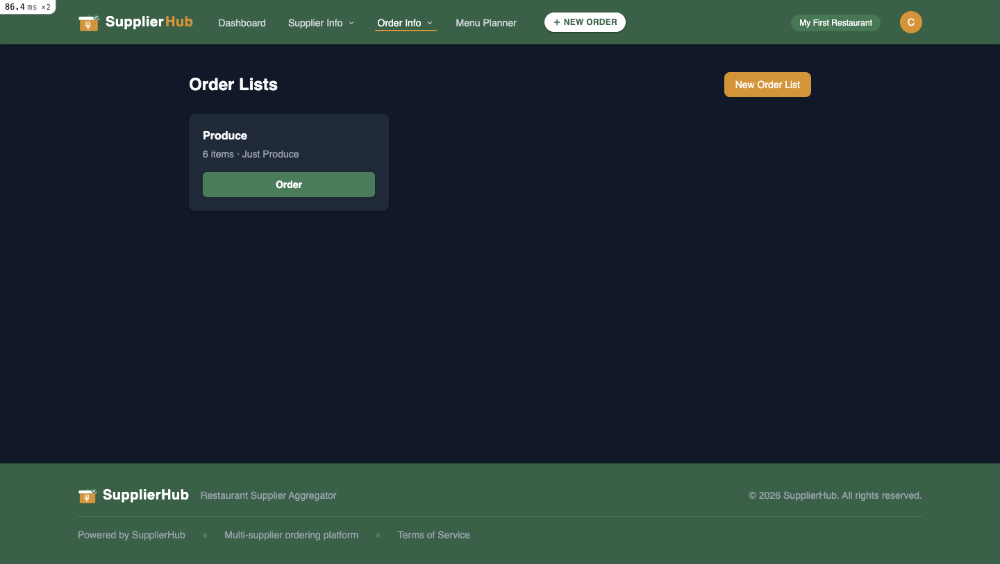 86.4 ms ×2
SupplierHub
Dashboard
Supplier Info
Order Info
Menu Planner
+ NEW ORDER
My First Restaurant
C
Order Lists
New Order List
Produce
6 items · Just Produce
Order
SupplierHub
Restaurant Supplier Aggregator
© 2026 SupplierHub. All rights reserved.
Powered by SupplierHub
Multi-supplier ordering platform
Terms of Service